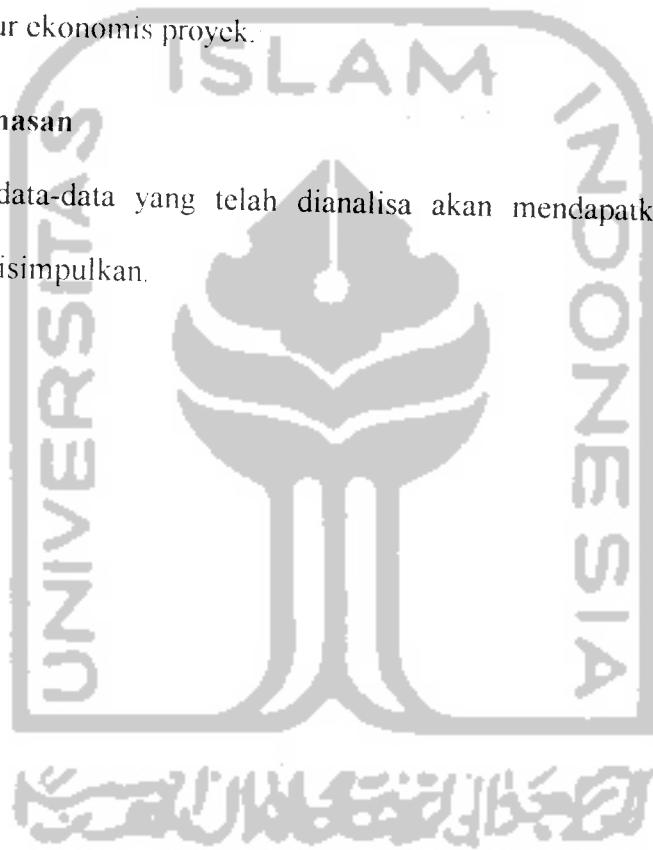 ur ekonomis proyek.
ISLAM
nasan
data-data yang telah dianalisa akan mendapatk
isimpulkan.
UNIVERSITAS
INDONESIA